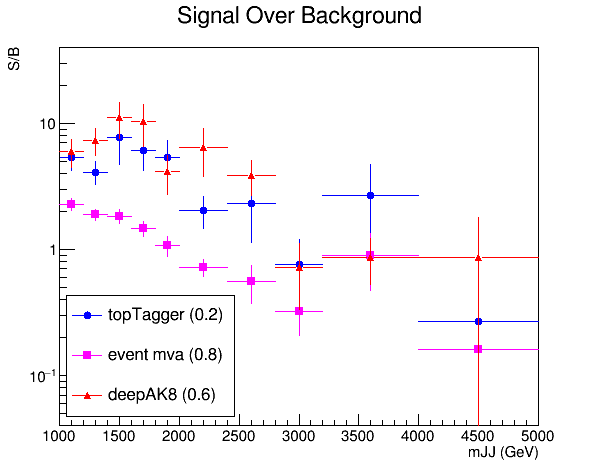 Signal Over Background
S/B
10
1
10⁻¹
topTagger (0.2)
event mva (0.8)
deepAK8 (0.6)
1000 1500 2000 2500 3000 3500 4000 4500 5000
mJJ (GeV)